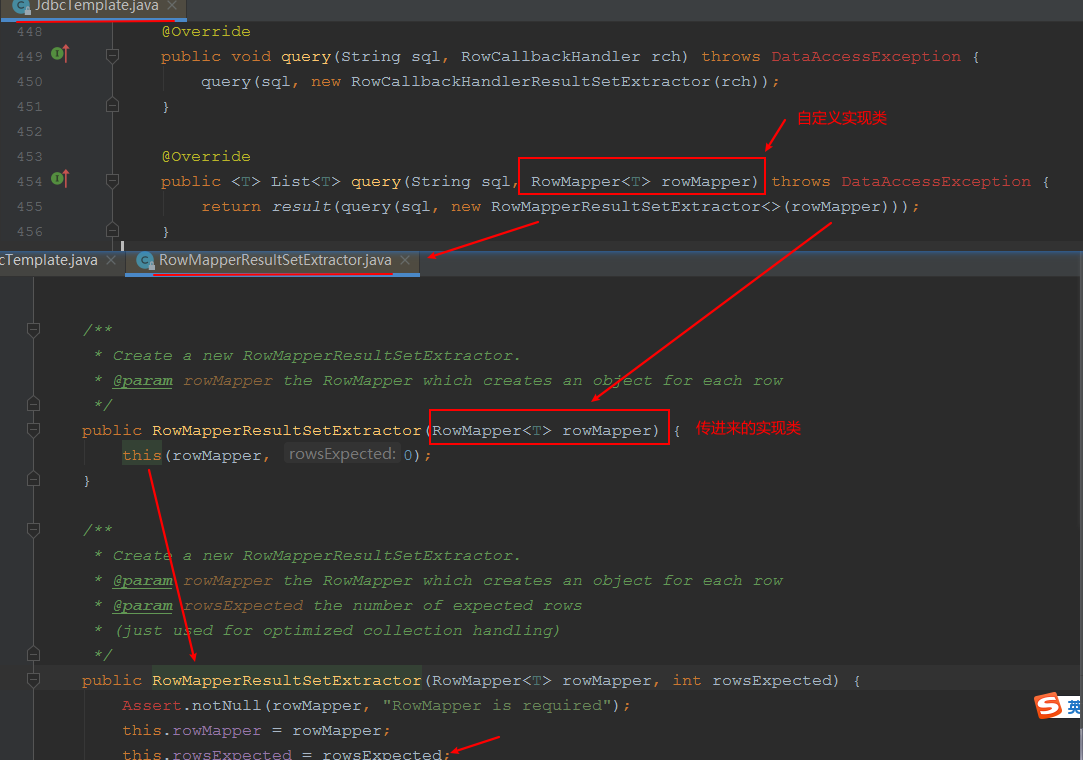 JdbcTemplate.java
448 @Override
449 public void query(String sql, RowCallbackHandler rch) throws DataAccessException {
450 query(sql, new RowCallbackHandlerResultSetExtractor(rch));
451 }
452
自定义实现类
453 @Override
454 public <T> List<T> query(String sql, RowMapper<T> rowMapper) throws DataAccessException {
455 return result(query(sql, new RowMapperResultSetExtractor<>(rowMapper)));
456 }
cTemplate.java RowMapperResultSetExtractor.java
/**
* Create a new RowMapperResultSetExtractor.
* @param rowMapper the RowMapper which creates an object for each row
*/
public RowMapperResultSetExtractor(RowMapper<T> rowMapper) { 传进来的实现类
this(rowMapper, rowsExpected: 0);
}
/**
* Create a new RowMapperResultSetExtractor.
* @param rowMapper the RowMapper which creates an object for each row
* @param rowsExpected the number of expected rows
* (just used for optimized collection handling)
*/
public RowMapperResultSetExtractor(RowMapper<T> rowMapper, int rowsExpected) {
Assert.notNull(rowMapper, "RowMapper is required");
this.rowMapper = rowMapper;
this.rowsExpected = rowsExpected;
S 英